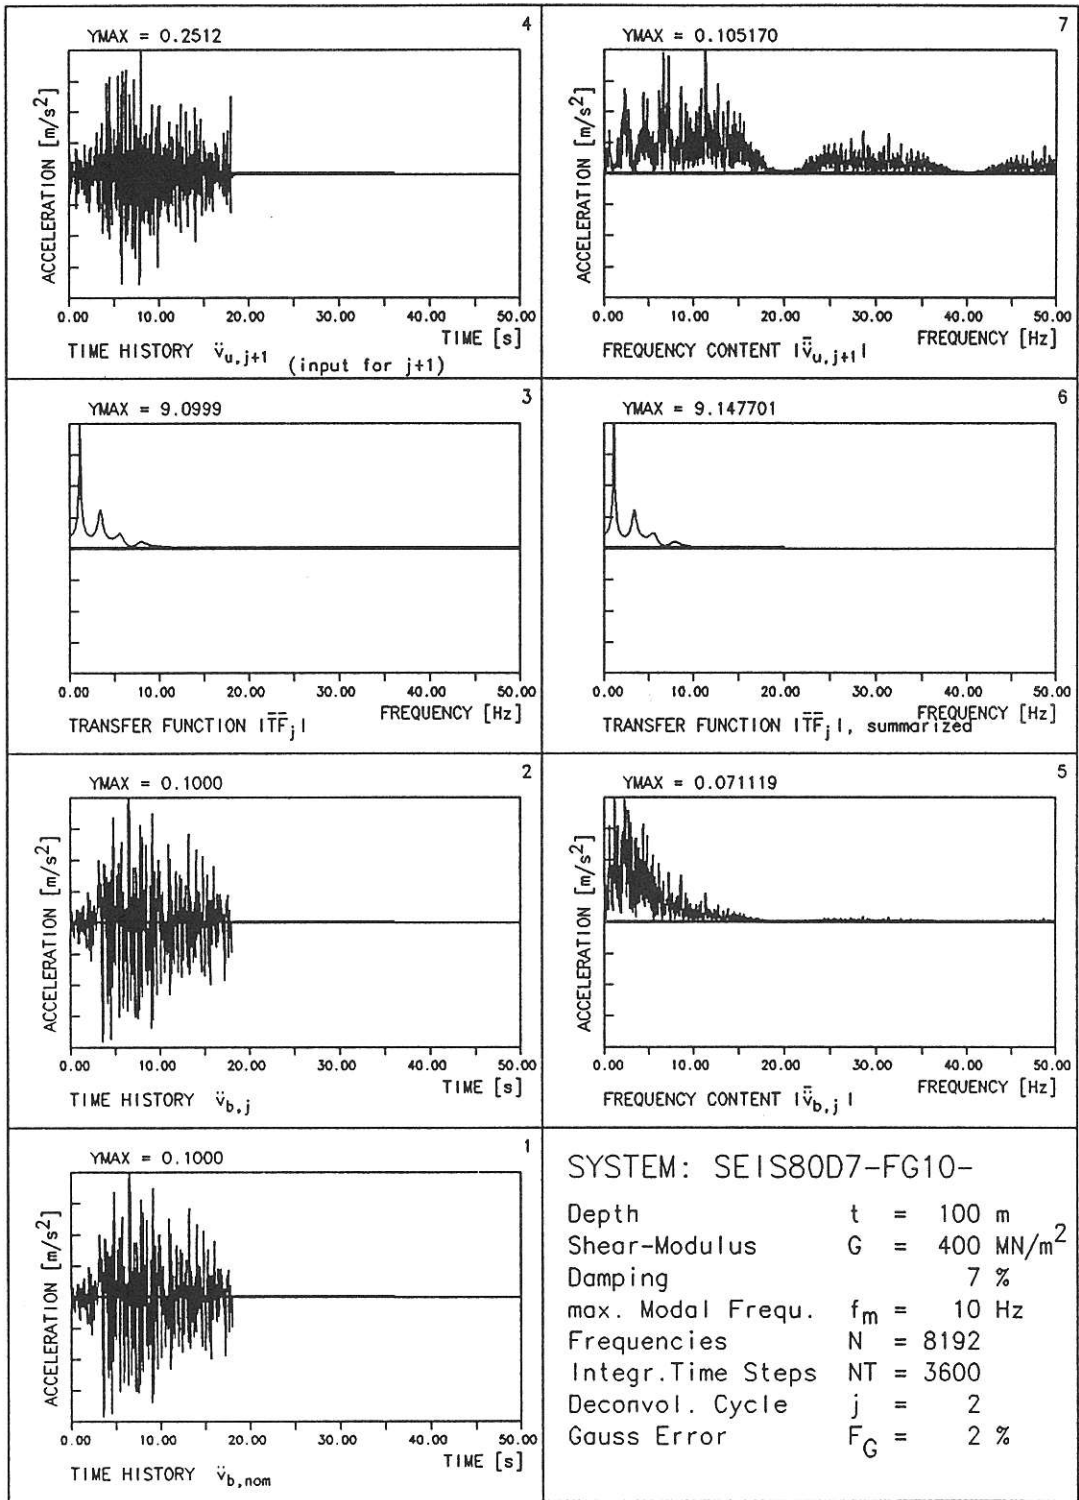 4
YMAX = 0.2512
ACCELERATION [m/s²]
0.00 10.00 20.00 30.00 40.00 50.00
TIME [s]
TIME HISTORY v̈u,j+1 (input for j+1)
7
YMAX = 0.105170
ACCELERATION [m/s²]
0.00 10.00 20.00 30.00 40.00 50.00
FREQUENCY [Hz]
FREQUENCY CONTENT |v̈̄u,j+1|
3
YMAX = 9.0999
0.00 10.00 20.00 30.00 40.00 50.00
FREQUENCY [Hz]
TRANSFER FUNCTION |T̄F̄j|
6
YMAX = 9.147701
0.00 10.00 20.00 30.00 40.00 50.00
FREQUENCY [Hz]
TRANSFER FUNCTION |T̄F̄j|, summarized
2
YMAX = 0.1000
ACCELERATION [m/s²]
0.00 10.00 20.00 30.00 40.00 50.00
TIME [s]
TIME HISTORY v̈b,j
5
YMAX = 0.071119
ACCELERATION [m/s²]
0.00 10.00 20.00 30.00 40.00 50.00
FREQUENCY [Hz]
FREQUENCY CONTENT |v̈̄b,j|
1
YMAX = 0.1000
ACCELERATION [m/s²]
0.00 10.00 20.00 30.00 40.00 50.00
TIME [s]
TIME HISTORY v̈b,nom
SYSTEM: SEIS80D7-FG10-
Depth t = 100 m
Shear-Modulus G = 400 MN/m²
Damping 7 %
max. Modal Frequ. fm = 10 Hz
Frequencies N = 8192
Integr.Time Steps NT = 3600
Deconvol. Cycle j = 2
Gauss Error FG = 2 %